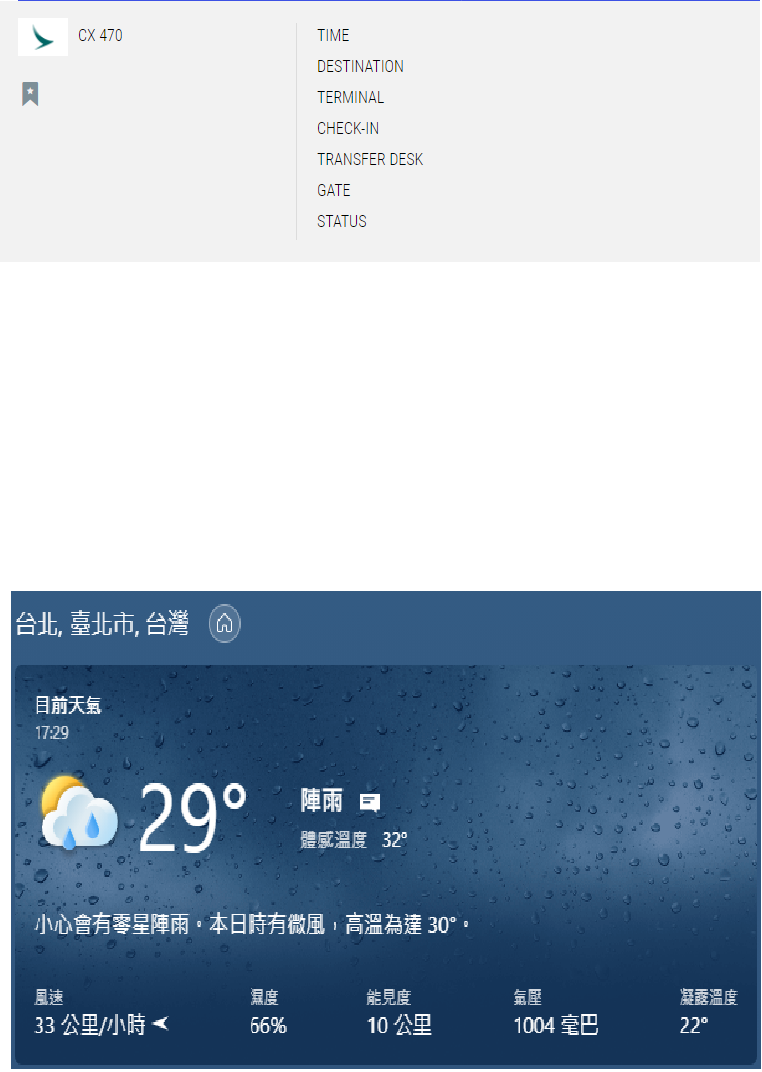 CX 470
TIME
DESTINATION
TERMINAL
CHECK-IN
TRANSFER DESK
GATE
STATUS
台北, 臺北市, 台灣
目前天氣
17:29
29°
陣雨
體感溫度 32°
小心會有零星陣雨。本日時有微風，高溫為達 30°。
風速 濕度 能見度 氣壓 凝露溫度
33 公里/小時 66% 10 公里 1004 毫巴 22°